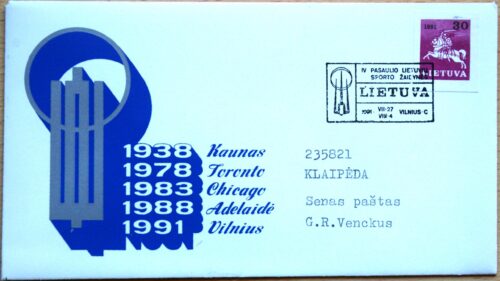 1991 30
LIETUVA
IV PASAULIO LIETUVIŲ
SPORTO ŽAIDYNĖS
LIETUVA
1991-VII-27
VIII-4 VILNIUS-C
1938 Kaunas
1978 Toronto
1983 Chicago
1988 Adelaidė
1991 Vilnius
235821
KLAIPĖDA
Senas paštas
G.R.Venckus